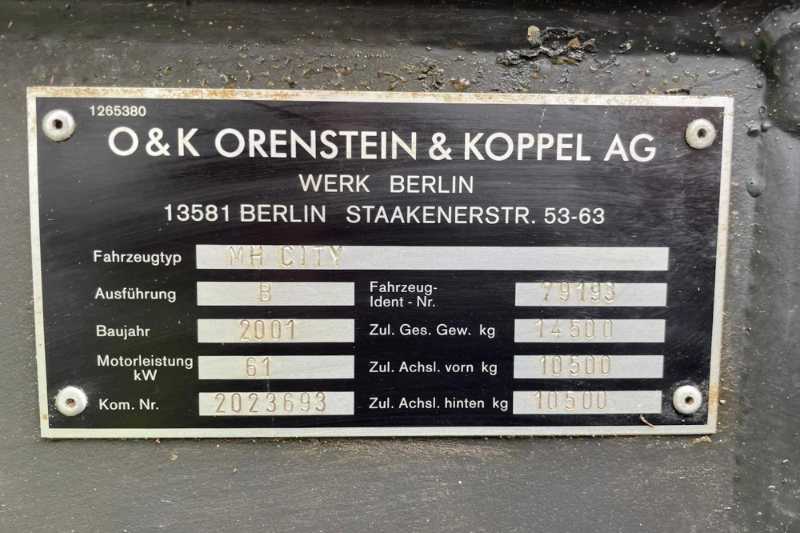 1265380
O & K ORENSTEIN & KOPPEL AG
WERK BERLIN
13581 BERLIN STAAKENERSTR. 53-63
Fahrzeugtyp MH CITY
Ausführung B Fahrzeug-
Ident - Nr. 79193
Baujahr 2001 Zul. Ges. Gew. kg 14500
Motorleistung
kW 61 Zul. Achsl. vorn kg 10500
Kom. Nr. 2023693 Zul. Achsl. hinten kg 10500